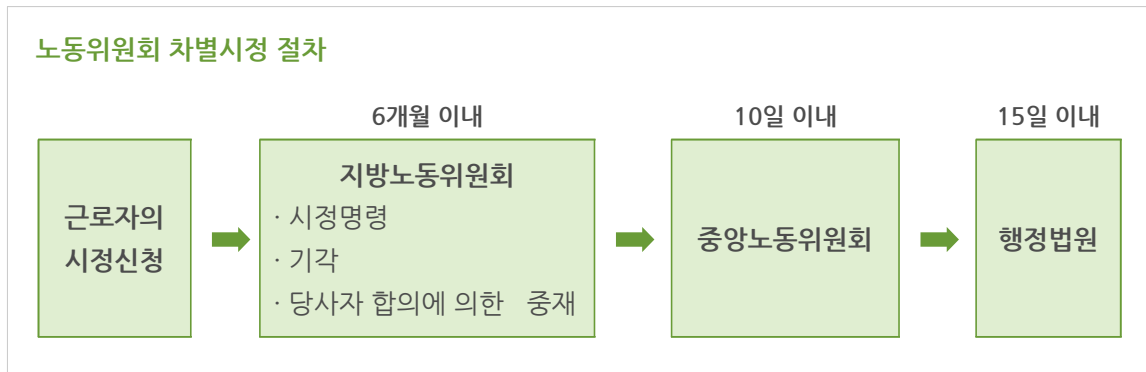 노동위원회 차별시정 절차
6개월 이내
10일 이내
15일 이내
근로자의
시정신청
지방노동위원회
· 시정명령
· 기각
· 당사자 합의에 의한 중재
중앙노동위원회
행정법원